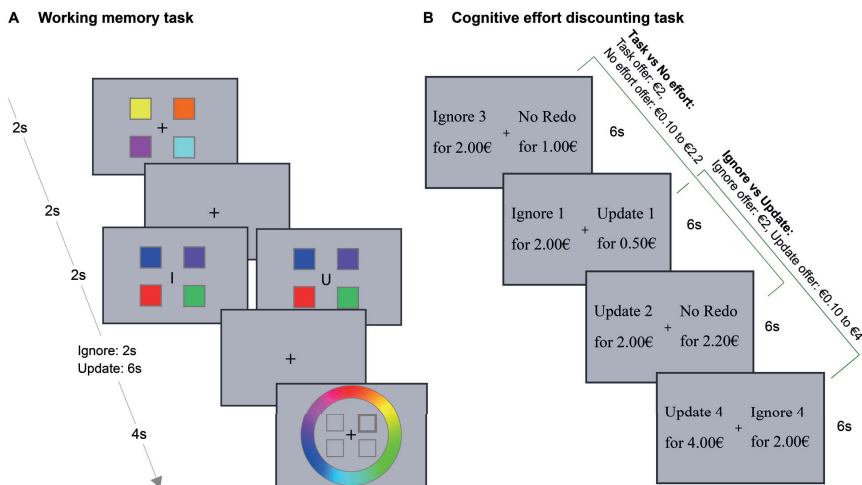 A Working memory task
2s
2s
2s
Ignore: 2s
Update: 6s
4s
+
+
I
U
+
+
B Cognitive effort discounting task
Task vs No effort:
Task offer: €2,
No effort offer: €0.10 to €2.2
Ignore vs Update:
Ignore offer: €2, Update offer: €0.10 to €4
Ignore 3 + No Redo
for 2.00€ for 1.00€
6s
Ignore 1 + Update 1
for 2.00€ for 0.50€
6s
Update 2 + No Redo
for 2.00€ for 2.20€
6s
Update 4 + Ignore 4
for 4.00€ for 2.00€
6s